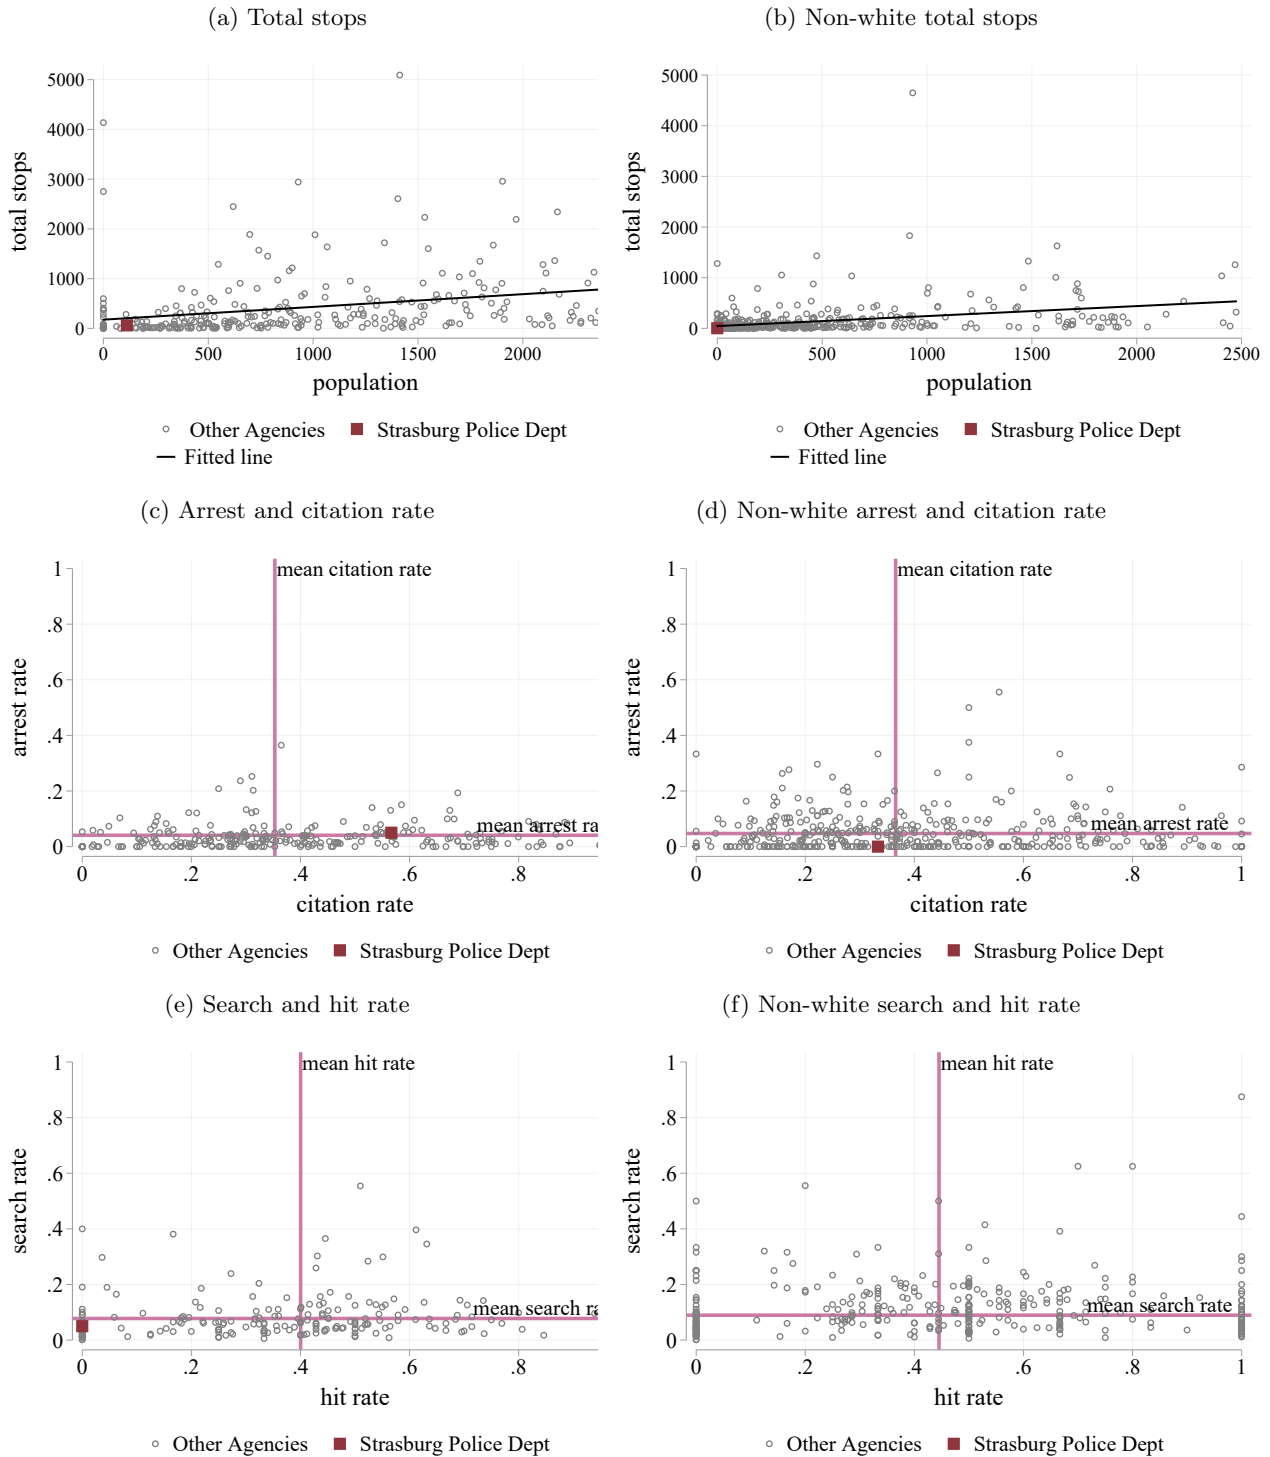 (a) Total stops
(b) Non-white total stops
total stops
5000
4000
3000
2000
1000
0
0 500 1000 1500 2000
population
Other Agencies Strasburg Police Dept
Fitted line
total stops
5000
4000
3000
2000
1000
0
0 500 1000 1500 2000 2500
population
Other Agencies Strasburg Police Dept
Fitted line
(c) Arrest and citation rate
(d) Non-white arrest and citation rate
arrest rate
1
.8
.6
.4
.2
0
mean citation rate
mean arrest ra
0 .2 .4 .6 .8
citation rate
Other Agencies Strasburg Police Dept
arrest rate
1
.8
.6
.4
.2
0
mean citation rate
mean arrest rate
0 .2 .4 .6 .8 1
citation rate
Other Agencies Strasburg Police Dept
(e) Search and hit rate
(f) Non-white search and hit rate
search rate
1
.8
.6
.4
.2
0
mean hit rate
mean search ra
0 .2 .4 .6 .8
hit rate
Other Agencies Strasburg Police Dept
search rate
1
.8
.6
.4
.2
0
mean hit rate
mean search rate
0 .2 .4 .6 .8 1
hit rate
Other Agencies Strasburg Police Dept